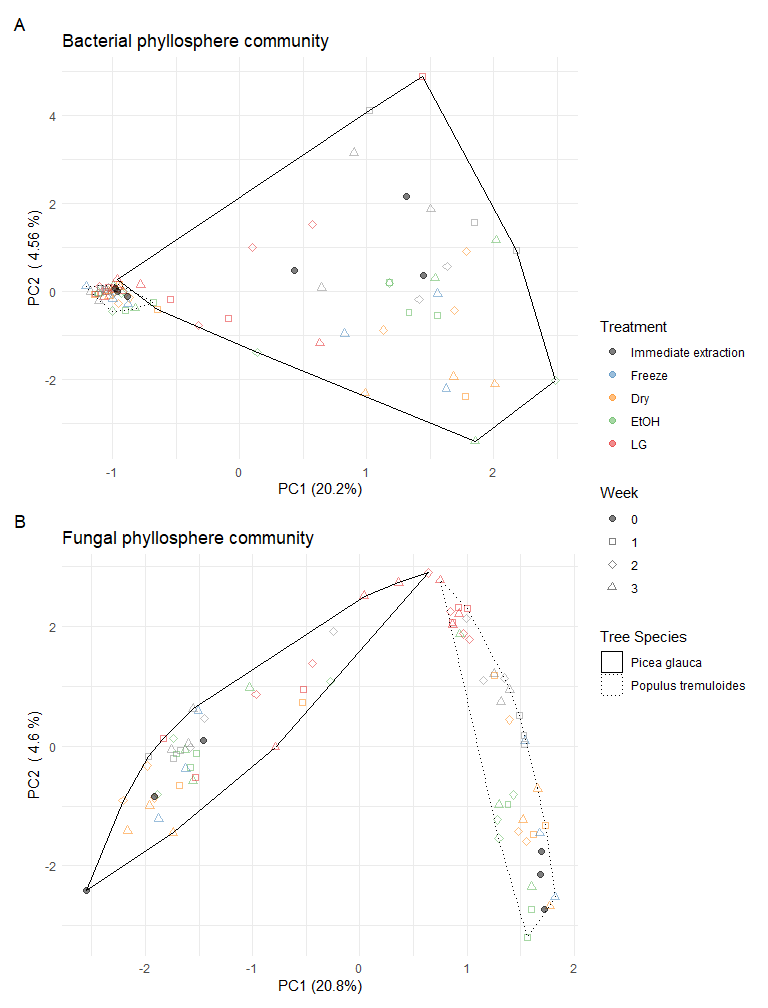 A
Bacterial phyllosphere community
PC2 ( 4.56 %)
4
2
0
-2
-1
0
1
2
PC1 (20.2%)
Treatment
Immediate extraction
Freeze
Dry
EtOH
LG
Week
0
1
2
3
Tree Species
Picea glauca
Populus tremuloides
B
Fungal phyllosphere community
PC2 ( 4.6 %)
2
0
-2
-2
-1
0
1
2
PC1 (20.8%)